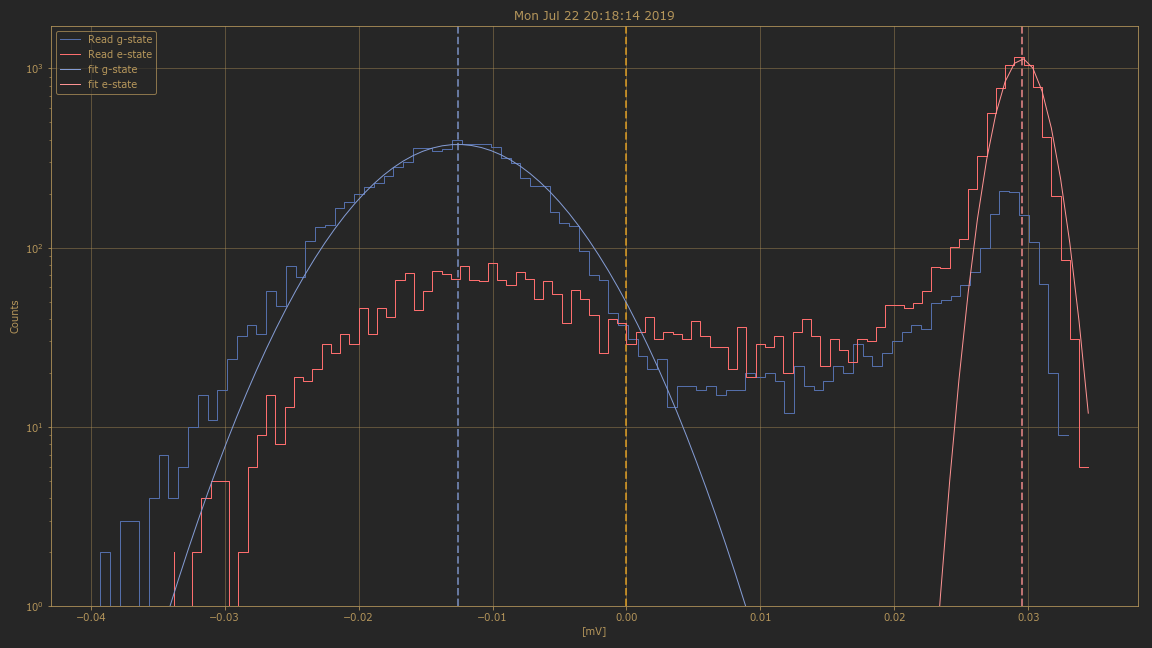 Mon Jul 22 20:18:14 2019
Read g-state
Read e-state
fit g-state
fit e-state
10³
10²
10¹
10⁰
Counts
−0.04 −0.03 −0.02 −0.01 0.00 0.01 0.02 0.03
[mV]